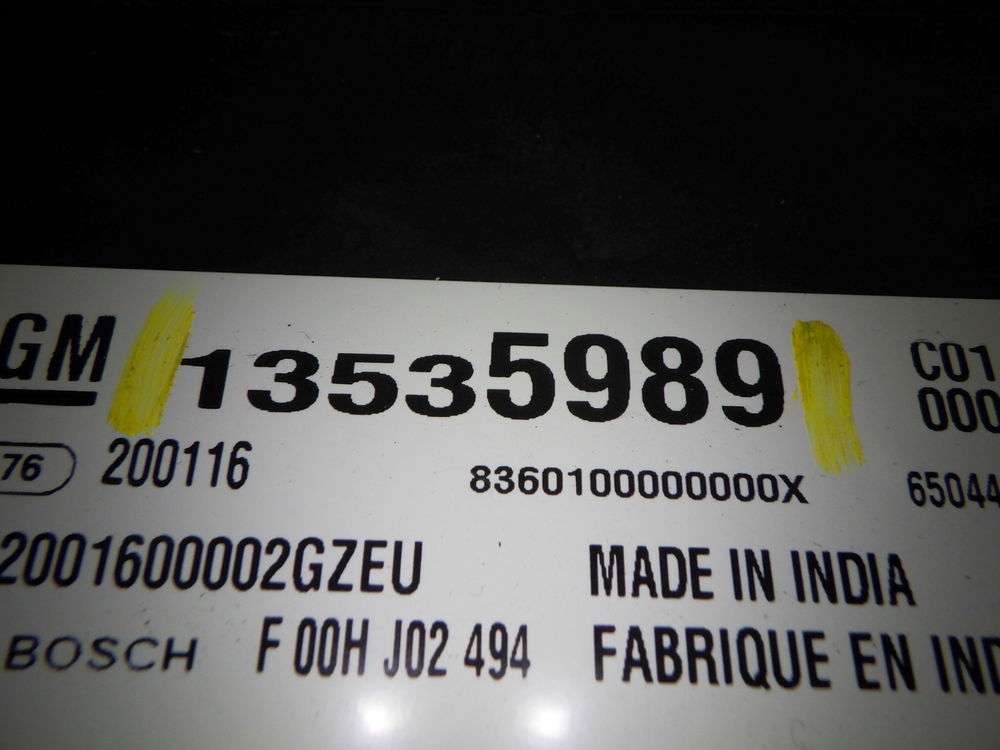 GM 13535989 C01
000
76 200116 8360100000000X 65044
2001600002GZEU MADE IN INDIA
BOSCH F 00H J02 494 FABRIQUE EN IND